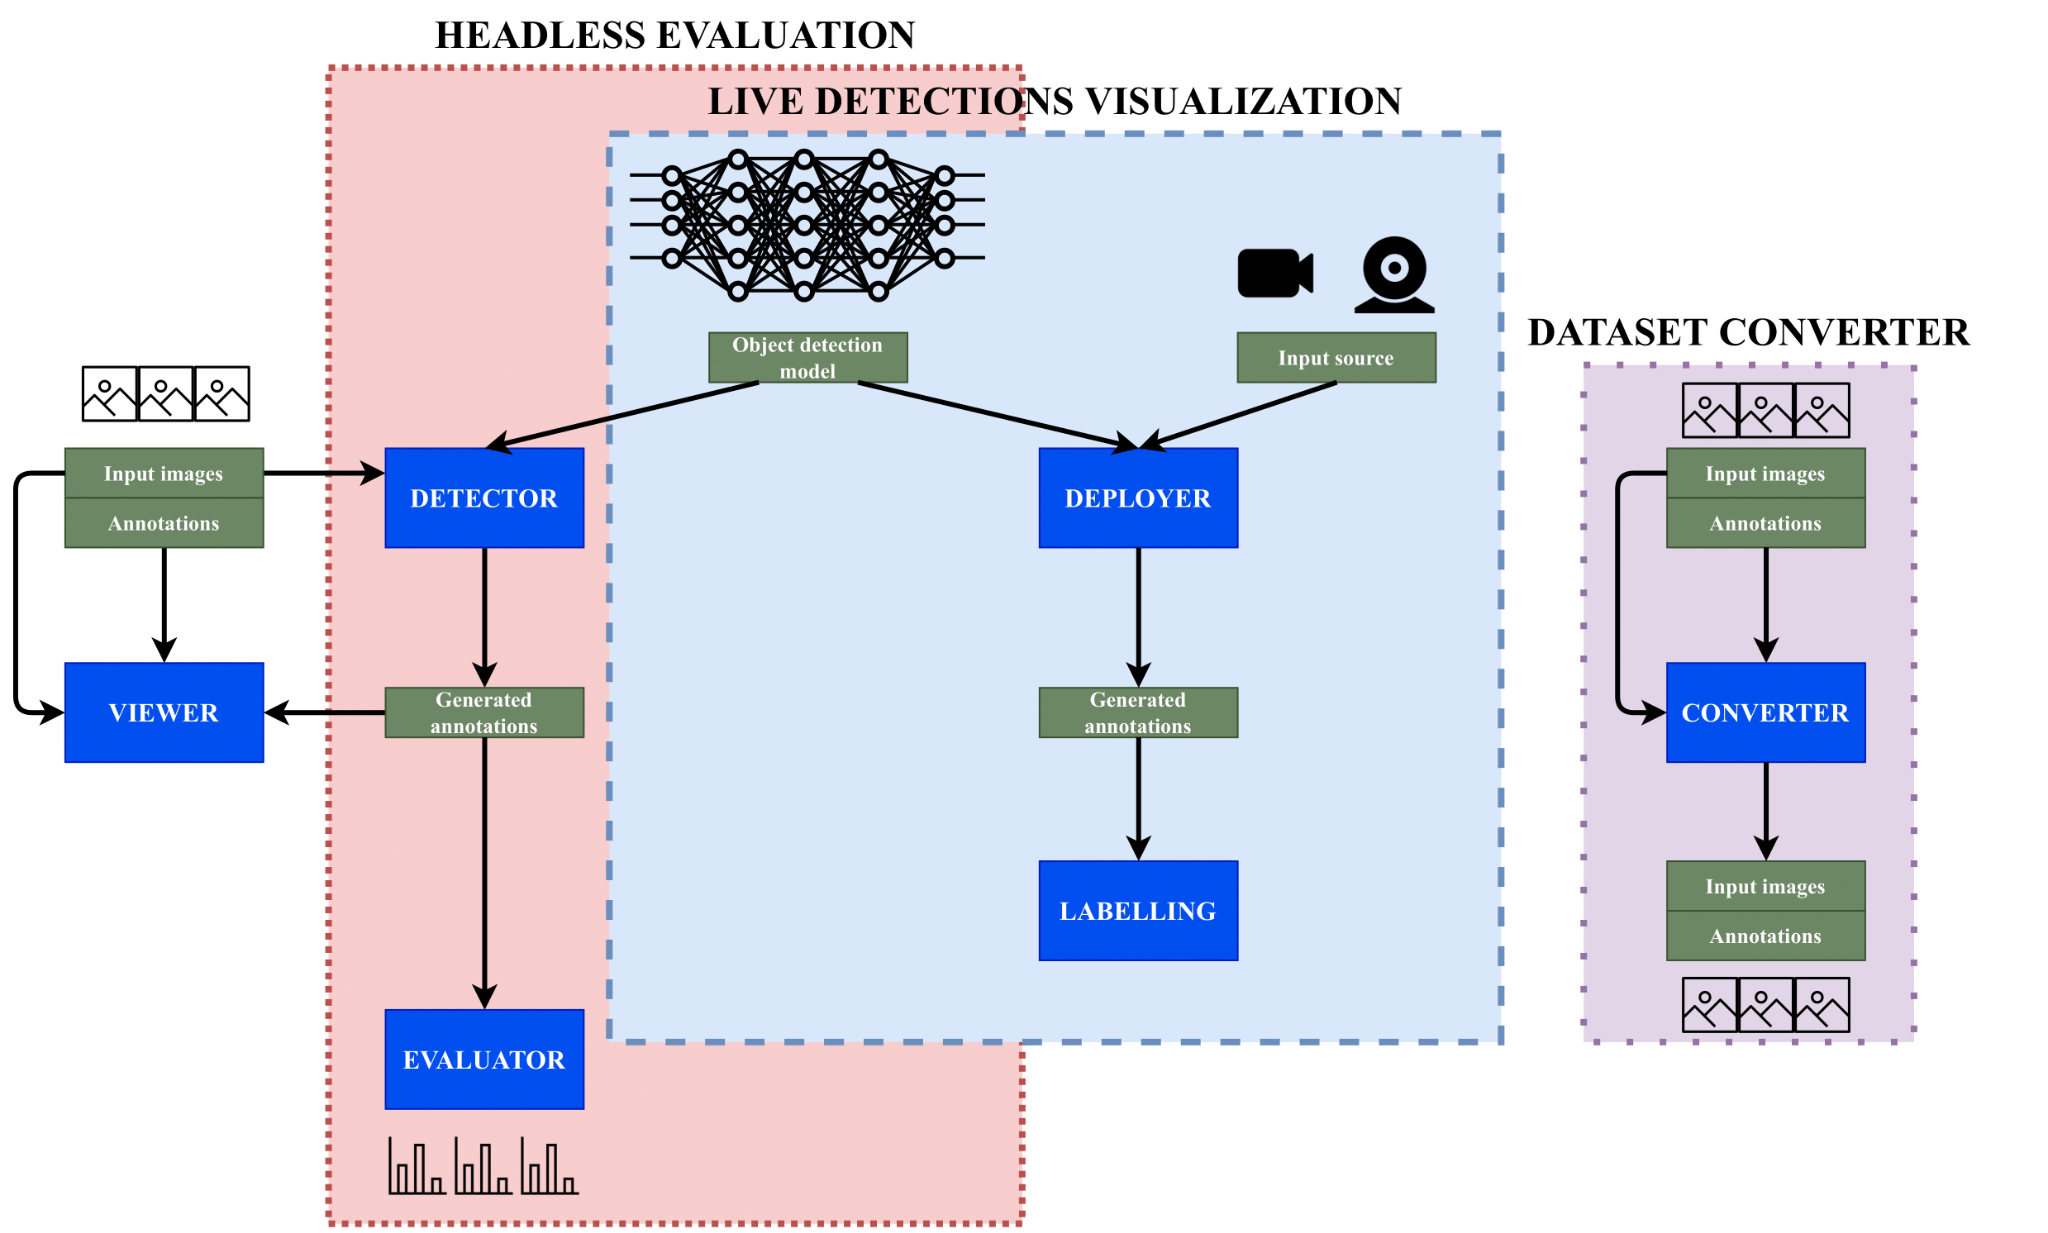 HEADLESS EVALUATION
LIVE DETECTIONS VISUALIZATION
Object detection
model
Input source
DATASET CONVERTER
Input images
Annotations
DETECTOR
DEPLOYER
Input images
Annotations
VIEWER
Generated
annotations
Generated
annotations
CONVERTER
LABELLING
Input images
Annotations
EVALUATOR